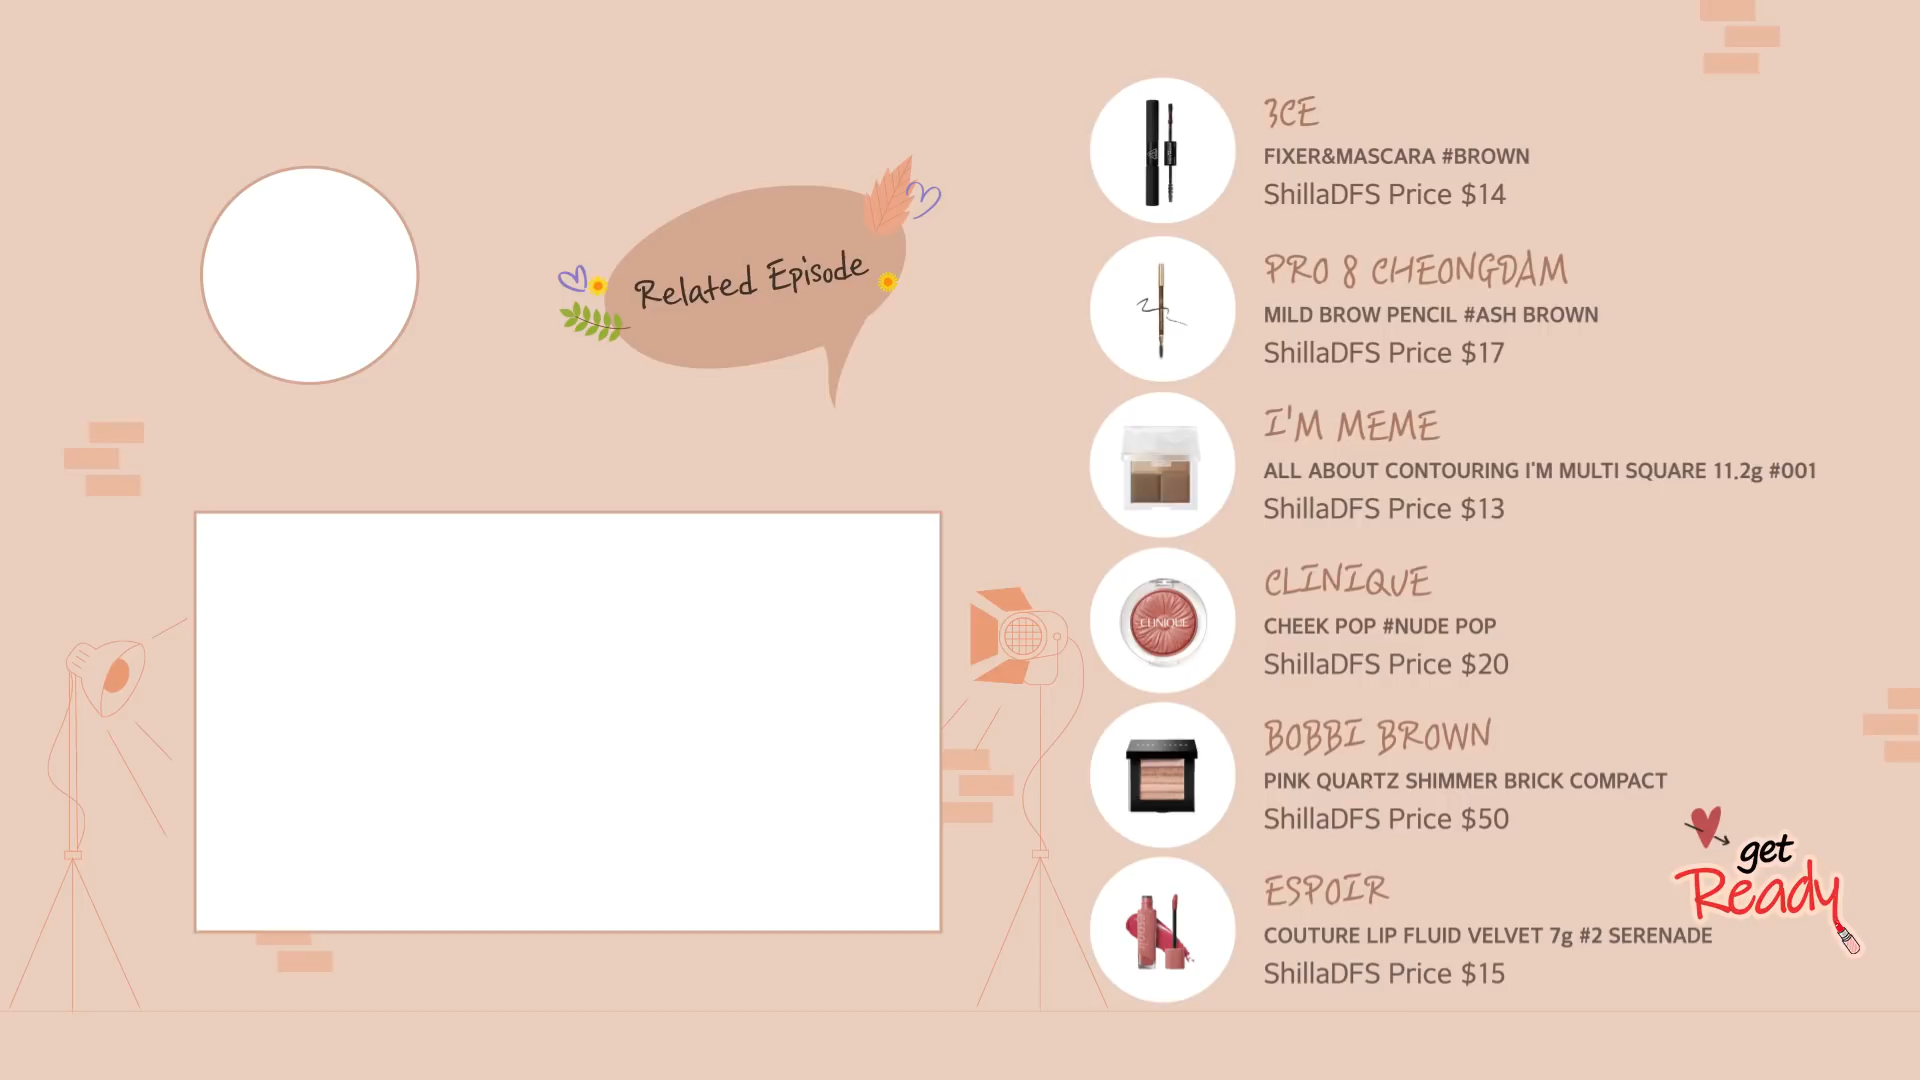 Related Episode
3CE
FIXER&MASCARA #BROWN
ShillaDFS Price $14
PRO 8 CHEONGDAM
MILD BROW PENCIL #ASH BROWN
ShillaDFS Price $17
I'M MEME
ALL ABOUT CONTOURING I'M MULTI SQUARE 11.2g #001
ShillaDFS Price $13
CLINIQUE
CLINIQUE
CHEEK POP #NUDE POP
ShillaDFS Price $20
BOBBI BROWN
PINK QUARTZ SHIMMER BRICK COMPACT
ShillaDFS Price $50
ESPOIR
COUTURE LIP FLUID VELVET 7g #2 SERENADE
ShillaDFS Price $15
get
Ready